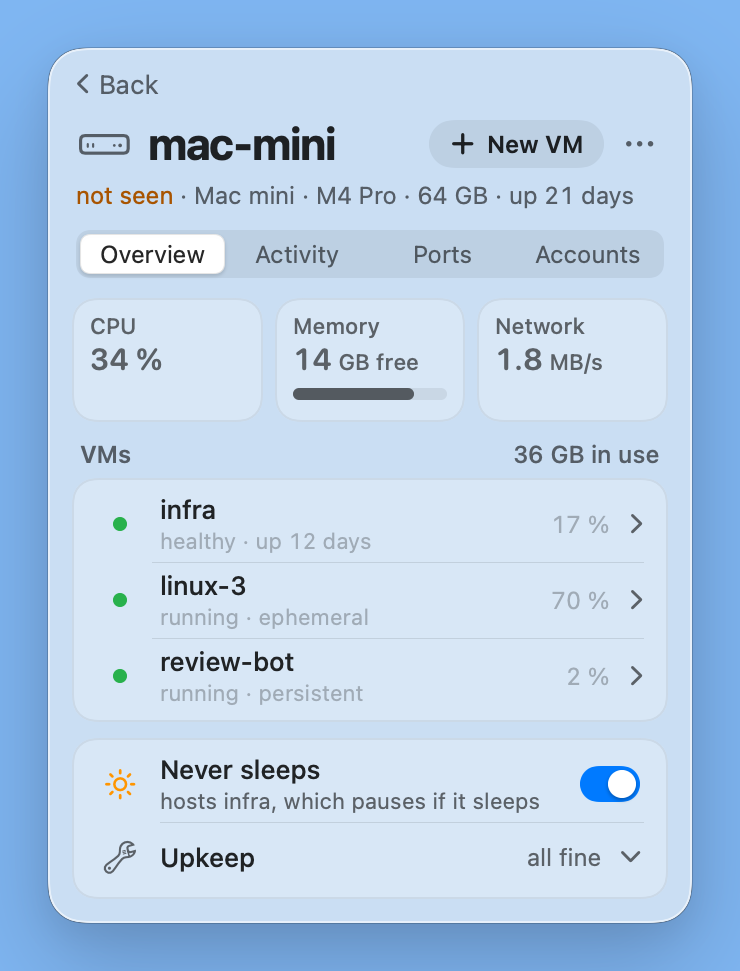 Back
mac-mini
New VM
not seen · Mac mini · M4 Pro · 64 GB · up 21 days
Overview Activity Ports Accounts
CPU Memory Network
34 % 14 GB free 1.8 MB/s
VMs 36 GB in use
infra
healthy · up 12 days 17 %
linux-3
running · ephemeral 70 %
review-bot
running · persistent 2 %
Never sleeps
hosts infra, which pauses if it sleeps
Upkeep all fine